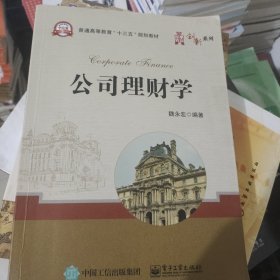 普通高等教育“十三五”规划教材
系列
Corporate Finance
公司理财学
魏永宏◎编著
中国工信出版集团
电子工业出版社